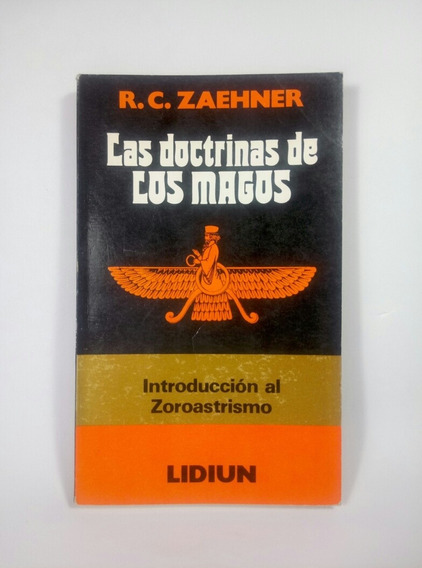 R. C. ZAEHNER
Las doctrinas de
LOS MAGOS
Introducción al
Zoroastrismo
LIDIUN